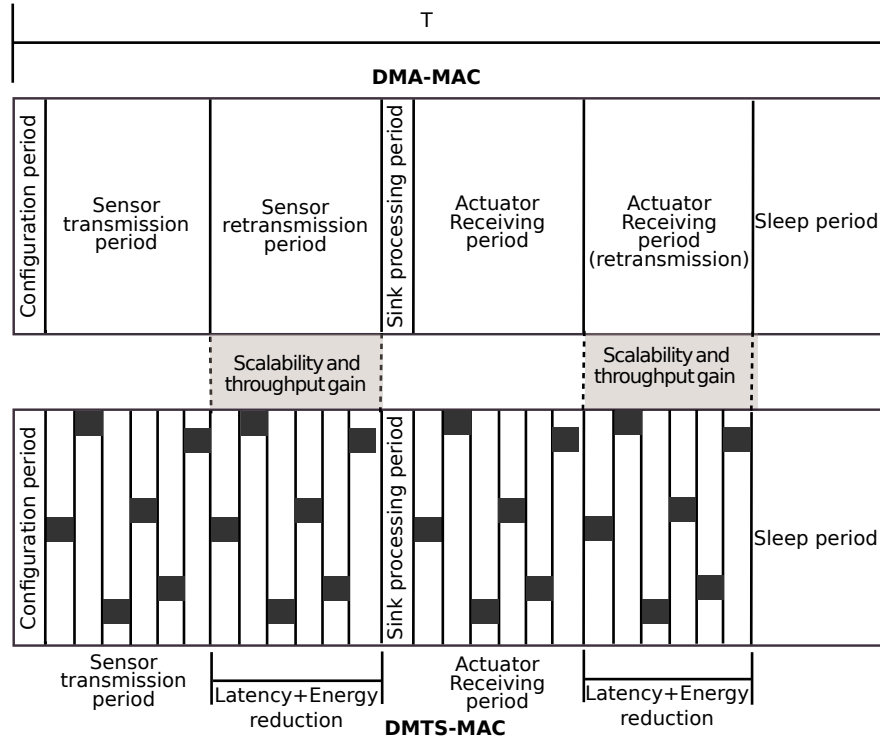 T
DMA-MAC
Configuration period
Sensor
transmission
period
Sensor
retransmission
period
Sink processing period
Actuator
Receiving
period
Actuator
Receiving
period
(retransmission)
Sleep period
Scalability and
throughput gain
Scalability and
throughput gain
Configuration period
Sink processing period
Sleep period
Sensor
transmission
period
Latency+Energy
reduction
Actuator
Receiving
period
Latency+Energy
reduction
DMTS-MAC